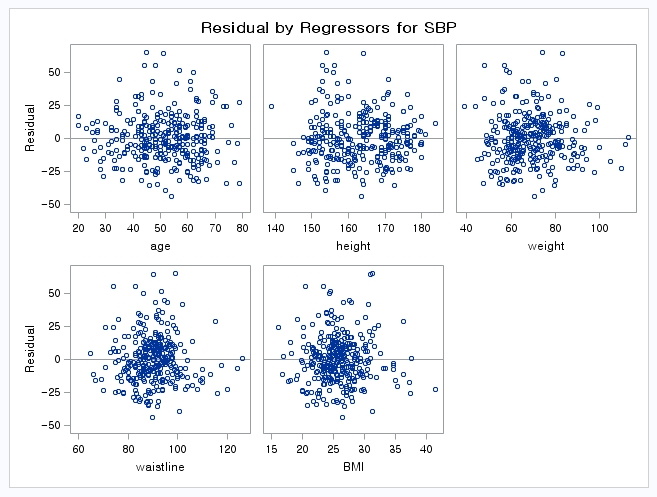 Residual by Regressors for SBP
Residual
50
25
0
−25
−50
20 30 40 50 60 70 80
age
140 150 160 170 180
height
40 60 80 100
weight
Residual
50
25
0
−25
−50
60 80 100 120
waistline
15 20 25 30 35 40
BMI